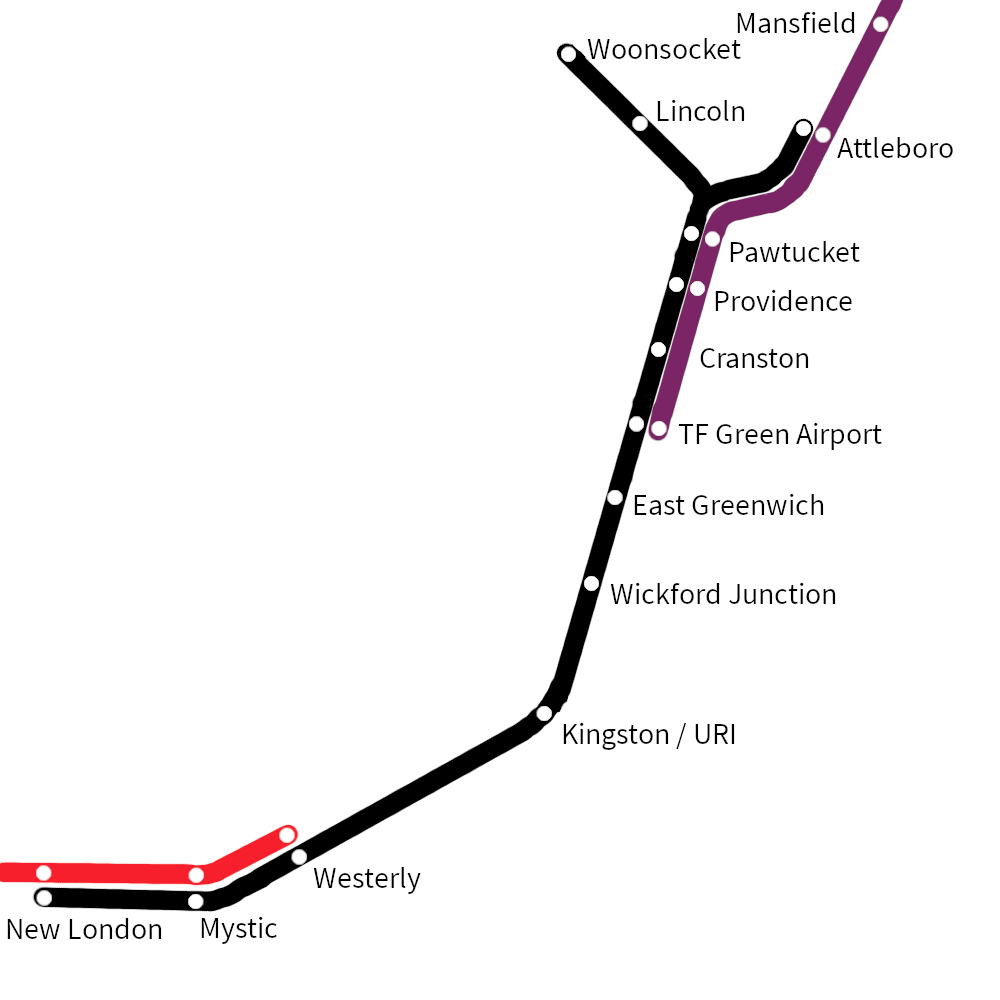 Mansfield
Woonsocket
Lincoln
Attleboro
Pawtucket
Providence
Cranston
TF Green Airport
East Greenwich
Wickford Junction
Kingston / URI
Westerly
New London
Mystic